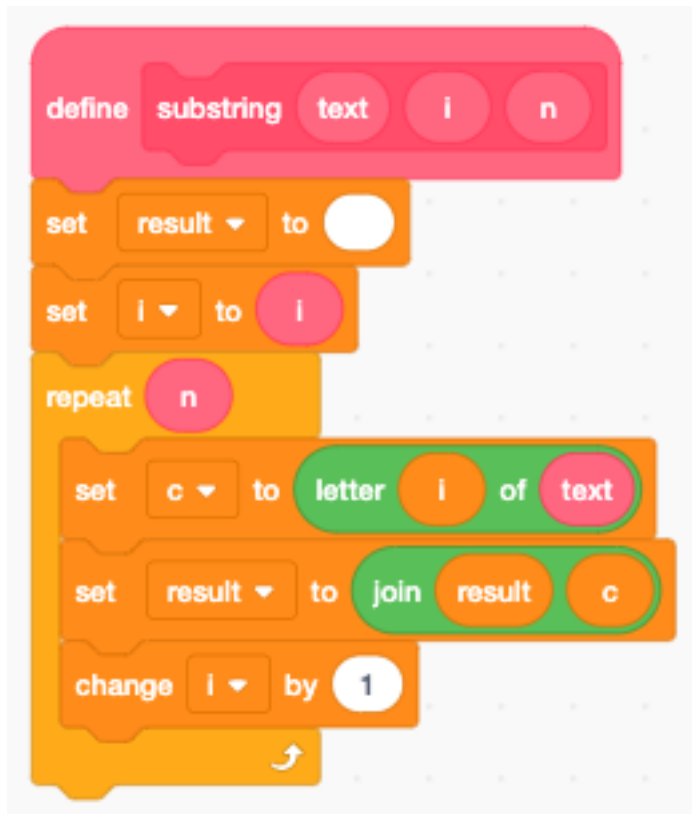 define substring text i n
set result to
set i to i
repeat n
set c to letter i of text
set result to join result c
change i by 1